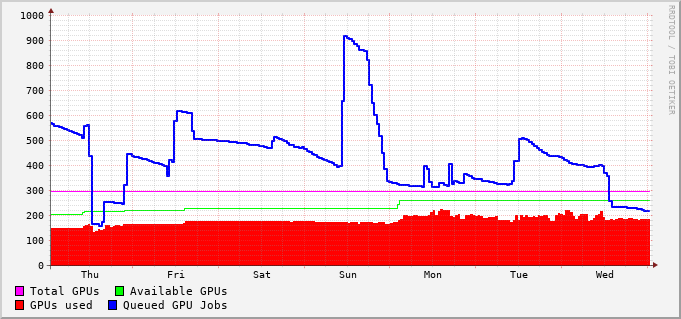 1000
900
800
700
600
500
400
300
200
100
0
Thu Fri Sat Sun Mon Tue Wed
Total GPUs Available GPUs
GPUs used Queued GPU Jobs
RRDTOOL / TOBI OETIKER